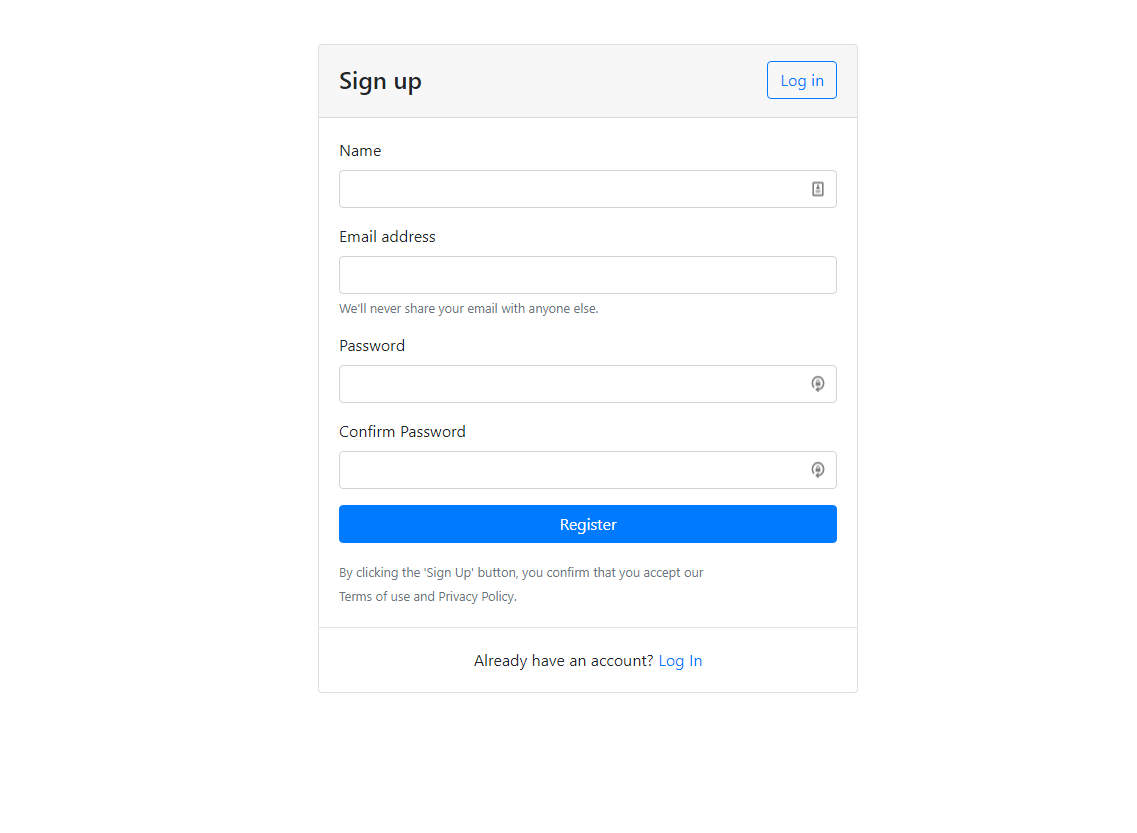 Sign up
Log in
Name
Email address
We'll never share your email with anyone else.
Password
Confirm Password
Register
By clicking the 'Sign Up' button, you confirm that you accept our
Terms of use and Privacy Policy.
Already have an account? Log In